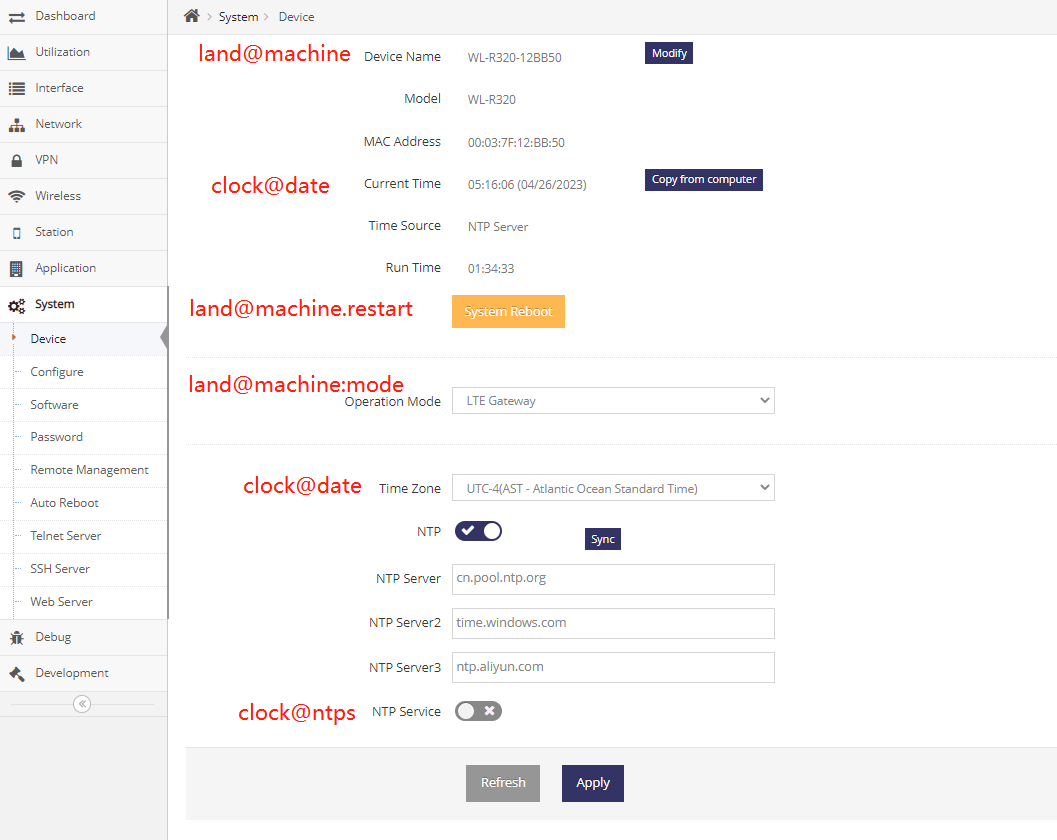 Dashboard
Utilization
Interface
Network
VPN
Wireless
Station
Application
System
Device
Configure
Software
Password
Remote Management
Auto Reboot
Telnet Server
SSH Server
Web Server
Debug
Development
System Device
land@machine Device Name WL-R320-12BB50 Modify
Model WL-R320
MAC Address 00:03:7F:12:BB:50
clock@date Current Time 05:16:06 (04/26/2023) Copy from computer
Time Source NTP Server
Run Time 01:34:33
land@machine.restart System Reboot
land@machine:mode
Operation Mode LTE Gateway
clock@date Time Zone UTC-4(AST - Atlantic Ocean Standard Time)
NTP Sync
NTP Server cn.pool.ntp.org
NTP Server2 time.windows.com
NTP Server3 ntp.aliyun.com
clock@ntps NTP Service
Refresh Apply